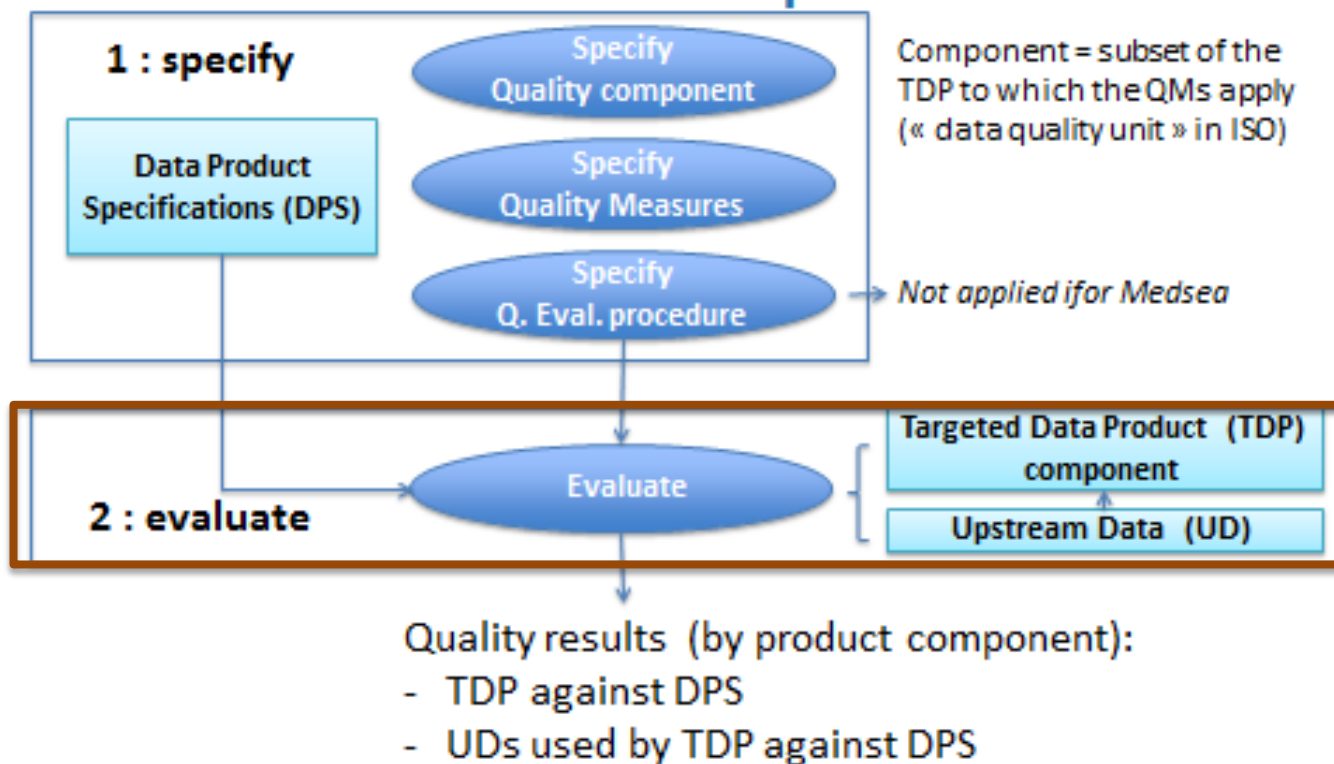 1 : specify
Specify
Quality component
Component = subset of the
TDP to which the QMs apply
(« data quality unit » in ISO)
Data Product
Specifications (DPS)
Specify
Quality Measures
Specify
Q. Eval. procedure
Not applied ifor Medsea
2 : evaluate
Evaluate
Targeted Data Product (TDP)
component
Upstream Data (UD)
Quality results (by product component):
- TDP against DPS
- UDs used by TDP against DPS